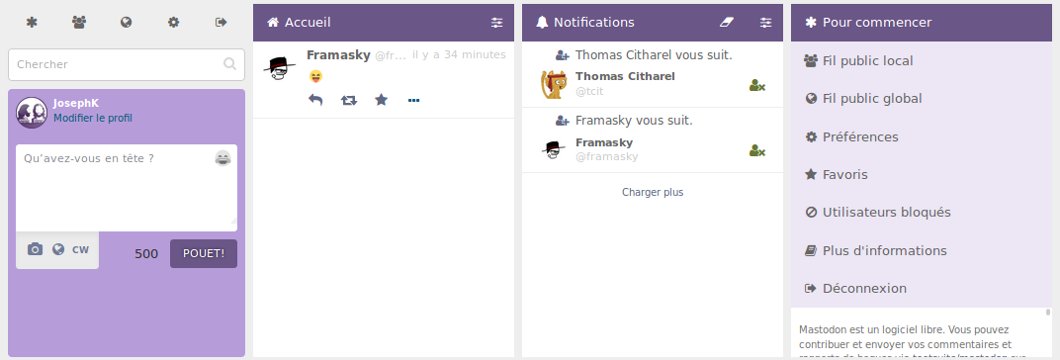 Chercher
JosephK
Modifier le profil
Qu’avez-vous en tête ?
CW
500
POUET!
Accueil
Framasky @fr... il y a 34 minutes
Notifications
Thomas Citharel vous suit.
Thomas Citharel
@tcit
Framasky vous suit.
Framasky
@framasky
Charger plus
Pour commencer
Fil public local
Fil public global
Préférences
Favoris
Utilisateurs bloqués
Plus d'informations
Déconnexion
Mastodon est un logiciel libre. Vous pouvez
contribuer et envoyer vos commentaires et